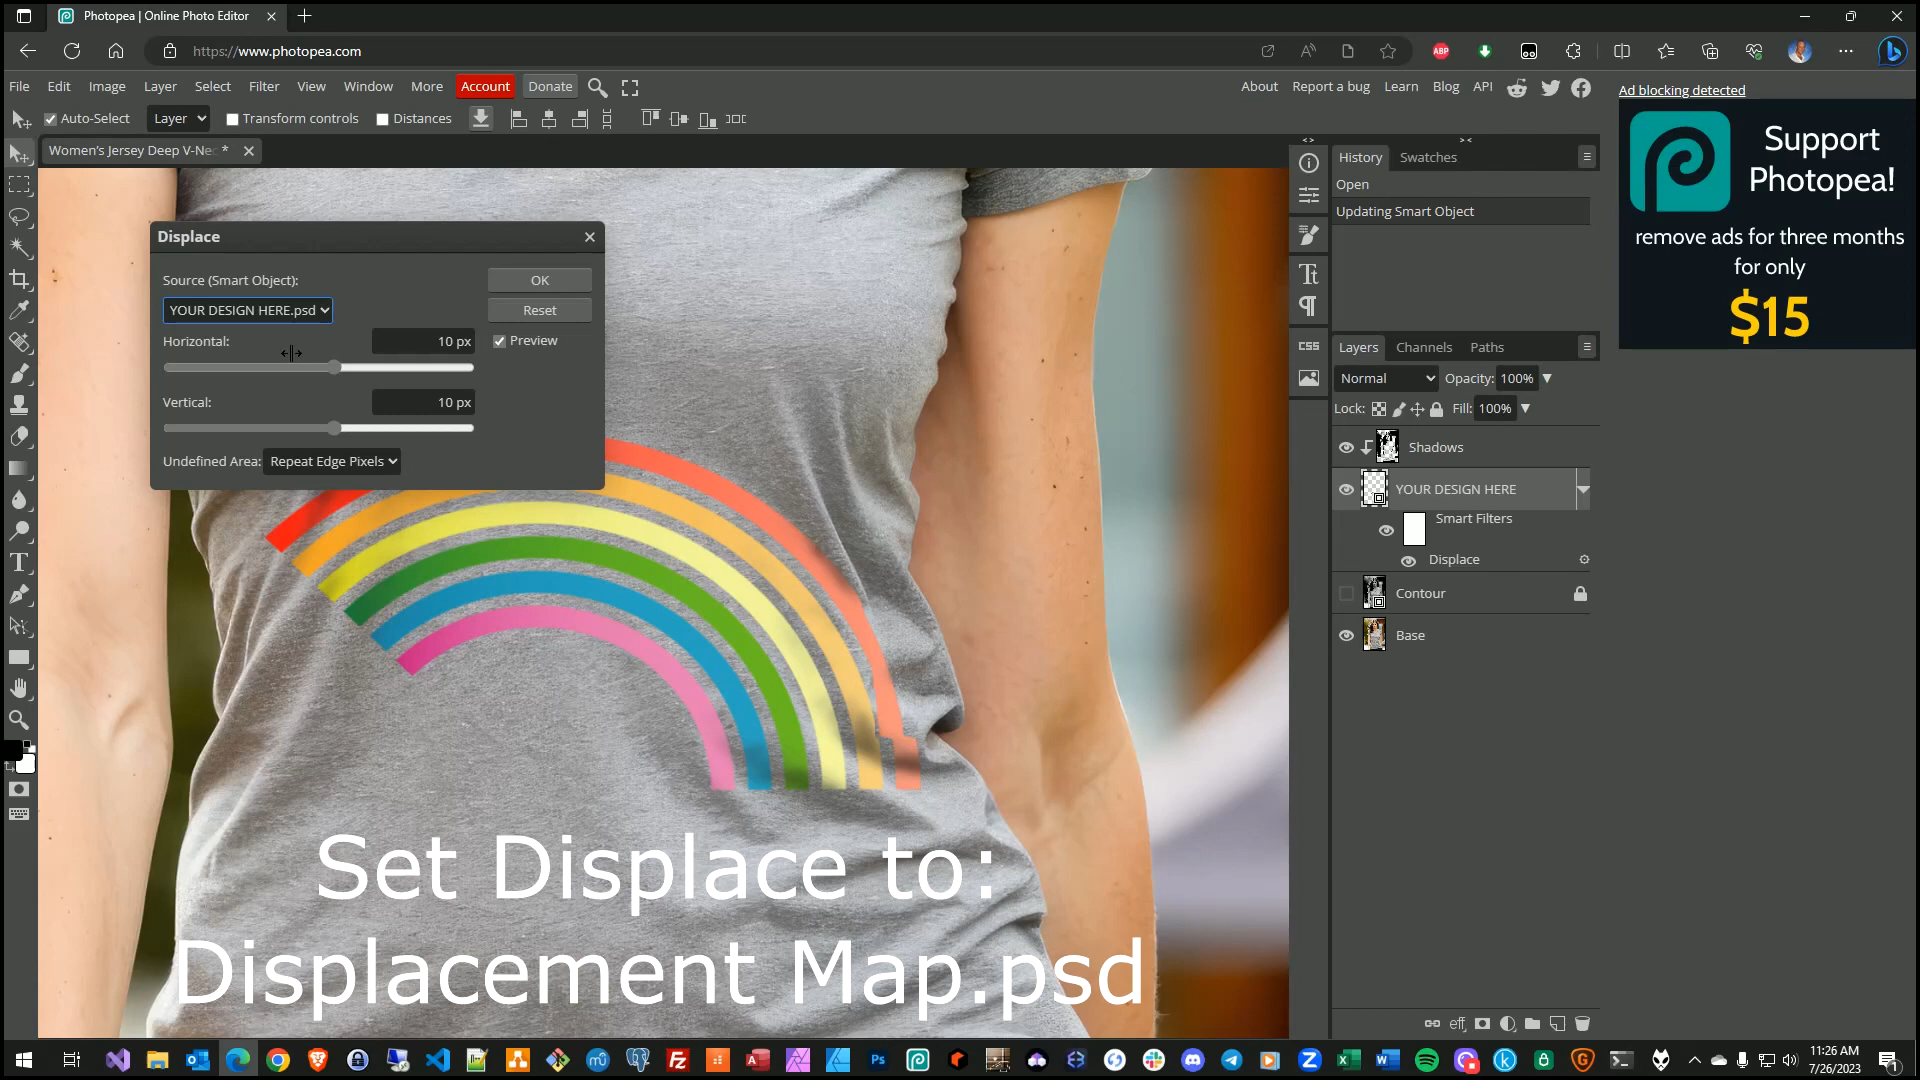 Photopea | Online Photo Editor
https://www.photopea.com
ABP
File Edit Image Layer Select Filter View Window More Account Donate
About Report a bug Learn Blog API
Ad blocking detected
Auto-Select Layer Transform controls Distances
Women's Jersey Deep V-Nec *
Support
Photopea!
remove ads for three months
for only
$15
History Swatches
Open
Updating Smart Object
Displace
Source (Smart Object):
OK
YOUR DESIGN HERE.psd
Reset
Horizontal:
10 px
Preview
Vertical:
10 px
Undefined Area: Repeat Edge Pixels
CSS
Layers Channels Paths
Normal Opacity: 100%
Lock: Fill: 100%
Shadows
YOUR DESIGN HERE
Smart Filters
Displace
Contour
Base
eff
Set Displace to:
Displacement Map.psd
11:26 AM
7/26/2023